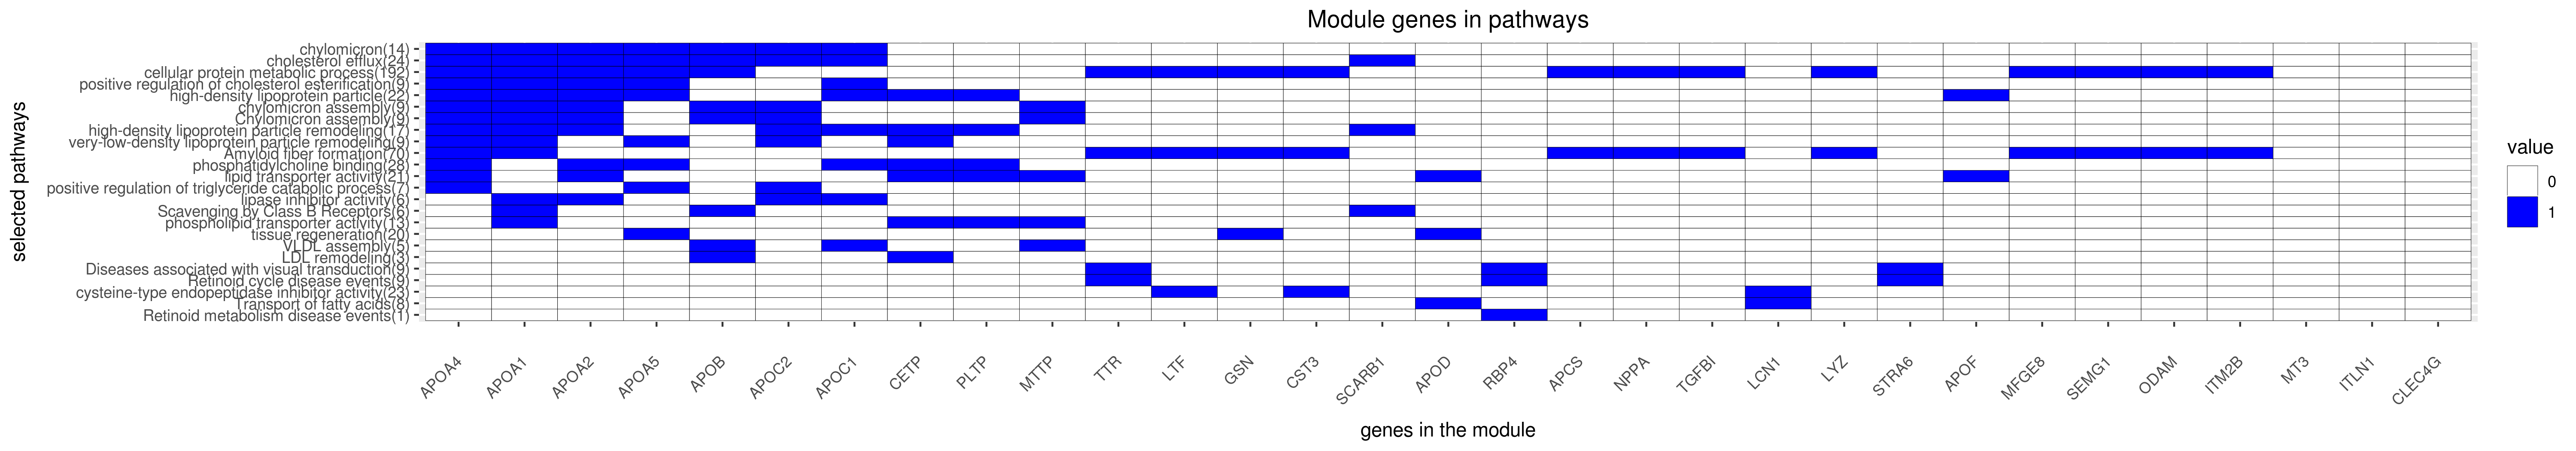 Module genes in pathways
selected pathways
chylomicron(14)
cholesterol efflux(24)
cellular protein metabolic process(192)
positive regulation of cholesterol esterification(9)
high-density lipoprotein particle(22)
chylomicron assembly(9)
Chylomicron assembly(9)
high-density lipoprotein particle remodeling(17)
very-low-density lipoprotein particle remodeling(9)
Amyloid fiber formation(70)
phosphatidylcholine binding(28)
lipid transporter activity(21)
positive regulation of triglyceride catabolic process(7)
lipase inhibitor activity(6)
Scavenging by Class B Receptors(6)
phospholipid transporter activity(13)
tissue regeneration(20)
VLDL assembly(5)
LDL remodeling(3)
Diseases associated with visual transduction(9)
Retinoid cycle disease events(9)
cysteine-type endopeptidase inhibitor activity(23)
Transport of fatty acids(8)
Retinoid metabolism disease events(1)
APOA4 APOA1 APOA2 APOA5 APOB APOC2 APOC1 CETP PLTP MTTP TTR LTF GSN CST3 SCARB1 APOD RBP4 APCS NPPA TGFBI LCN1 LYZ STRA6 APOF MFGE8 SEMG1 ODAM ITM2B MT3 ITLN1 CLEC4G
genes in the module
value
0
1